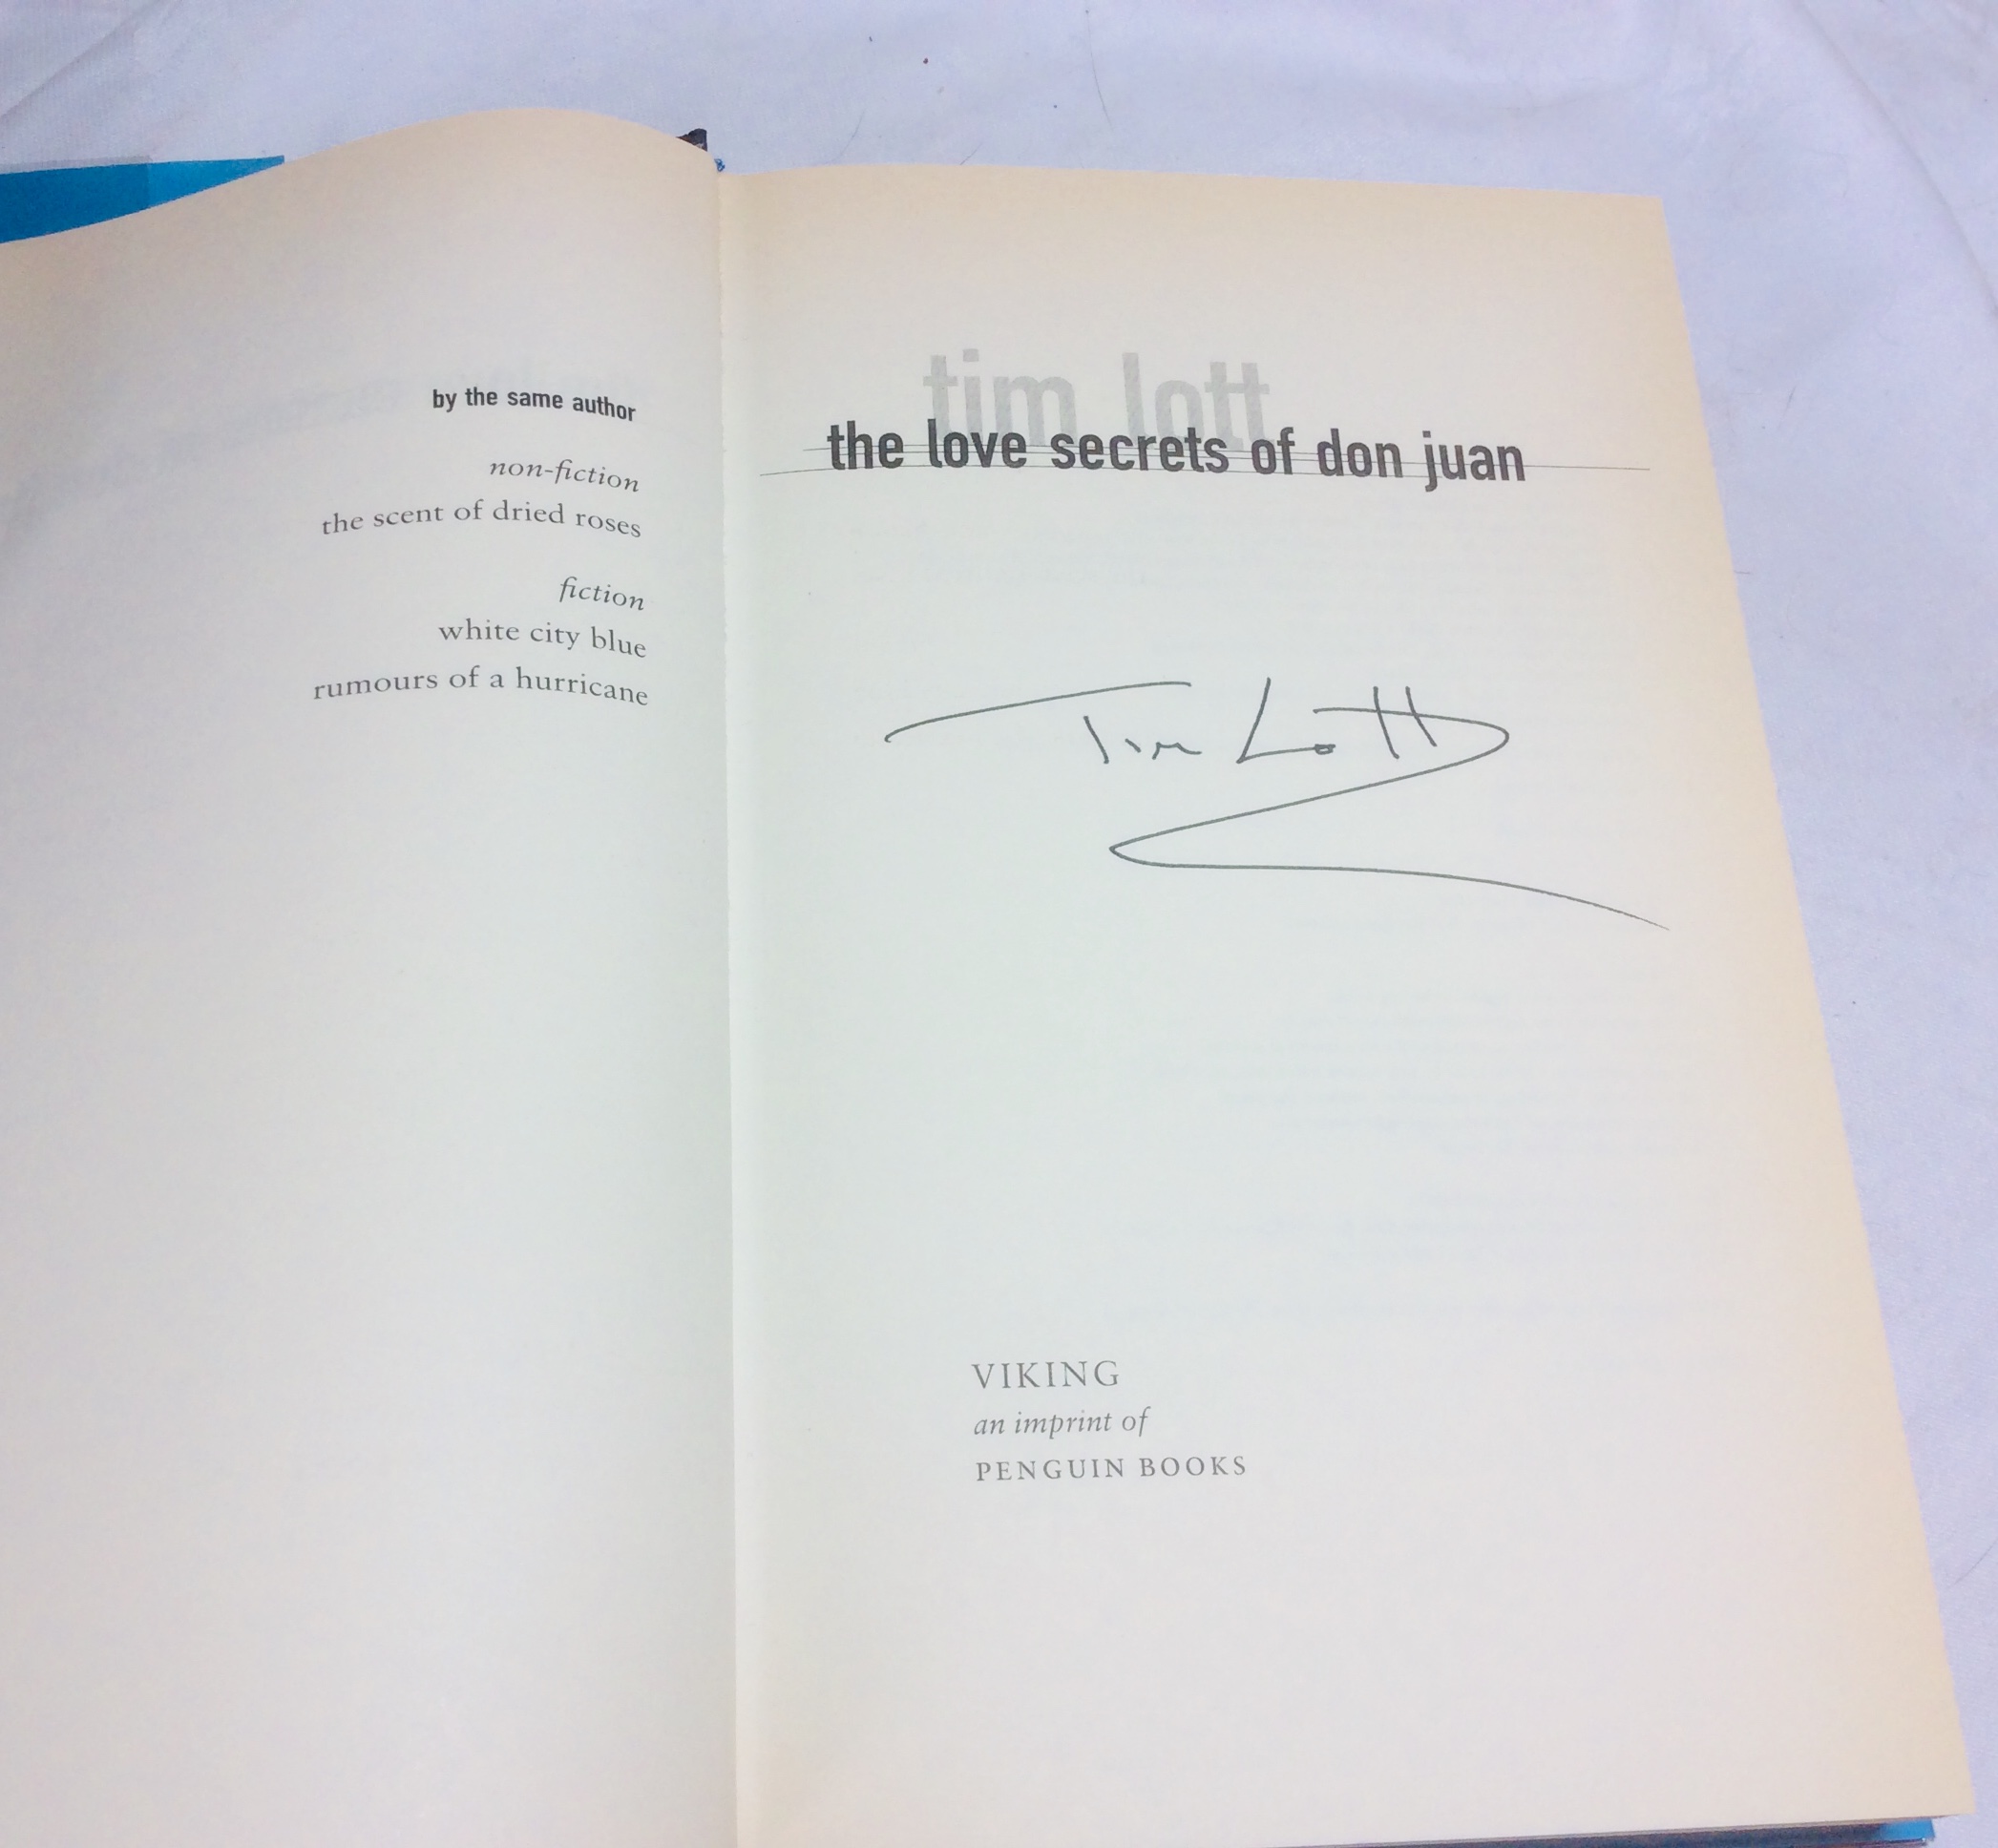 by the same author
non-fiction
the scent of dried roses
fiction
white city blue
rumours of a hurricane
tim lott
the love secrets of don juan
Tim Lott
VIKING
an imprint of
PENGUIN BOOKS